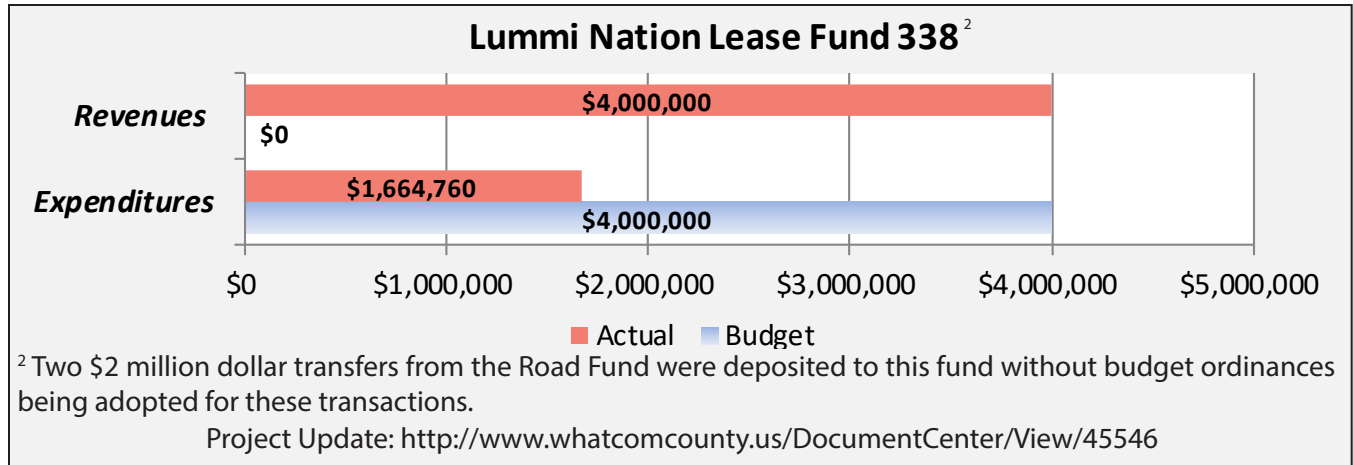 Lummi Nation Lease Fund 338 ²
Revenues
$4,000,000
$0
Expenditures
$1,664,760
$4,000,000
$0 $1,000,000 $2,000,000 $3,000,000 $4,000,000 $5,000,000
Actual Budget
² Two $2 million dollar transfers from the Road Fund were deposited to this fund without budget ordinances
being adopted for these transactions.
Project Update: http://www.whatcomcounty.us/DocumentCenter/View/45546